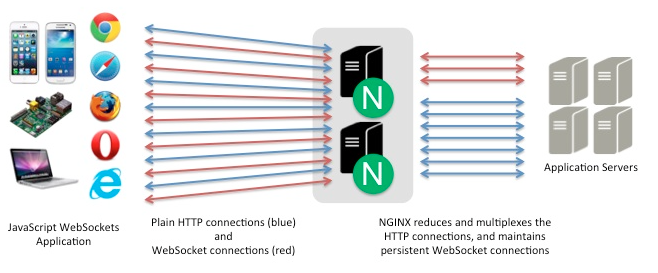 N
N
Application Servers
JavaScript WebSockets
Application
Plain HTTP connections (blue)
and
WebSocket connections (red)
NGINX reduces and multiplexes the
HTTP connections, and maintains
persistent WebSocket connections